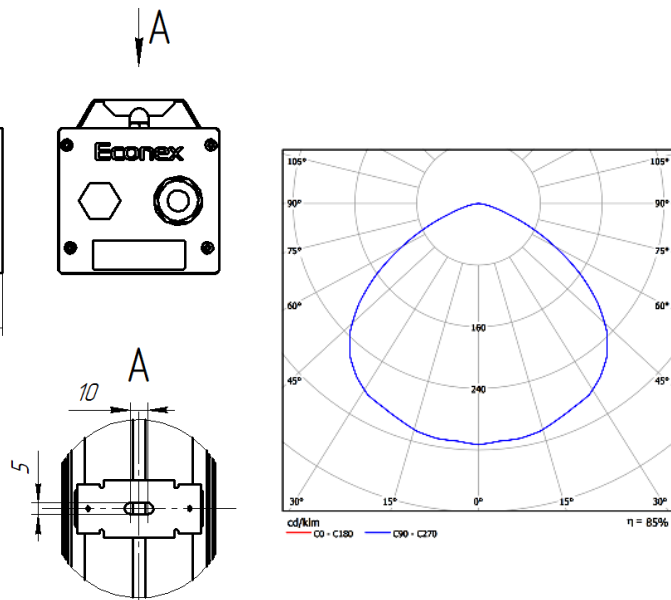 A
Econex
A
10
5
105° 105°
90° 90°
75° 75°
60° 60°
160
45° 45°
240
30° 15° 0° 15° 30°
cd/klm η = 85%
C0 - C180 C90 - C270